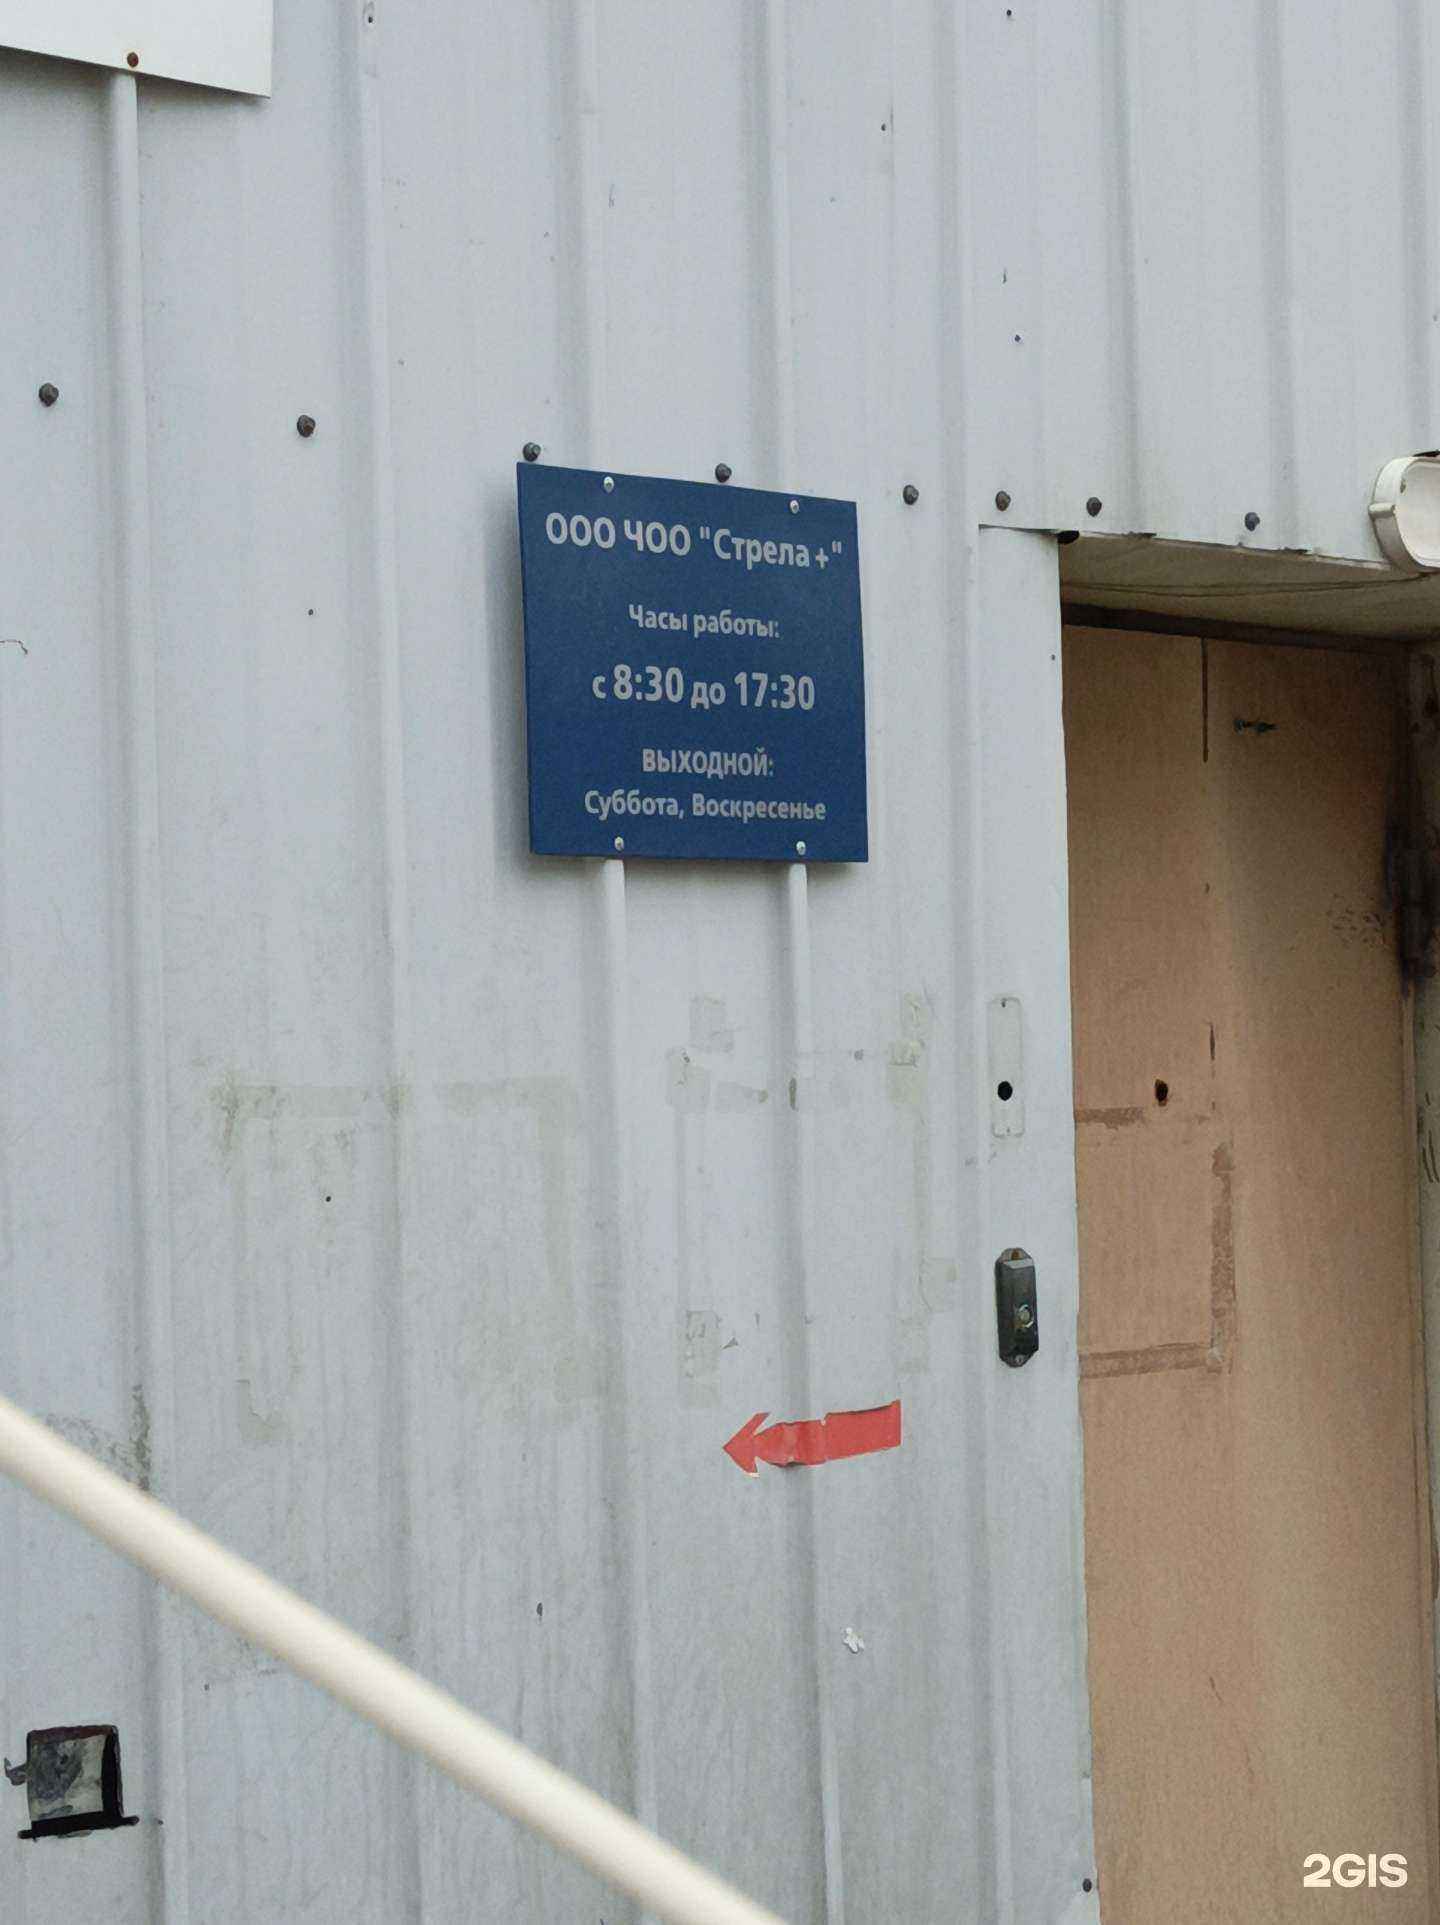 ООО ЧОО "Стрела+"
Часы работы:
с 8:30 до 17:30
ВЫХОДНОЙ:
Суббота, Воскресенье
2GIS